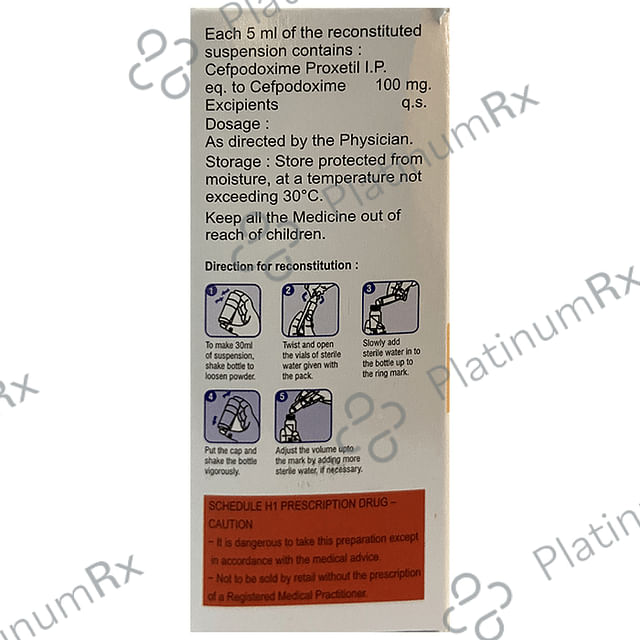 Each 5 ml of the reconstituted
suspension contains :
Cefpodoxime Proxetil I.P.
eq. to Cefpodoxime 100 mg.
Excipients q.s.
Dosage :
As directed by the Physician.
Storage : Store protected from
moisture, at a temperature not
exceeding 30°C.
Keep all the Medicine out of
reach of children.
Direction for reconstitution :
1
2
3
To make 30ml
of suspension,
shake bottle to
loosen powder.
Twist and open
the vials of sterile
water given with
the pack.
Slowly add
sterile water in to
the bottle up to
the ring mark.
4
5
Put the cap and
shake the bottle
vigorously.
Adjust the volume upto
the mark by adding more
sterile water, if necessary.
SCHEDULE H1 PRESCRIPTION DRUG –
CAUTION
– It is dangerous to take this preparation except
in accordance with the medical advice.
– Not to be sold by retail without the prescription
of a Registered Medical Practitioner.
PlatinumRx
PlatinumRx
PlatinumRx
PlatinumRx
PlatinumRx